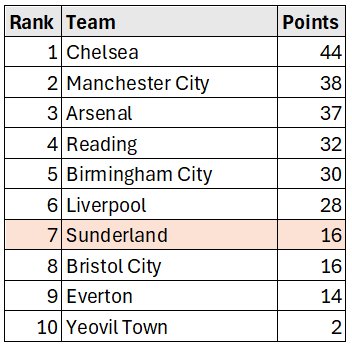 Rank Team Points
1 Chelsea 44
2 Manchester City 38
3 Arsenal 37
4 Reading 32
5 Birmingham City 30
6 Liverpool 28
7 Sunderland 16
8 Bristol City 16
9 Everton 14
10 Yeovil Town 2